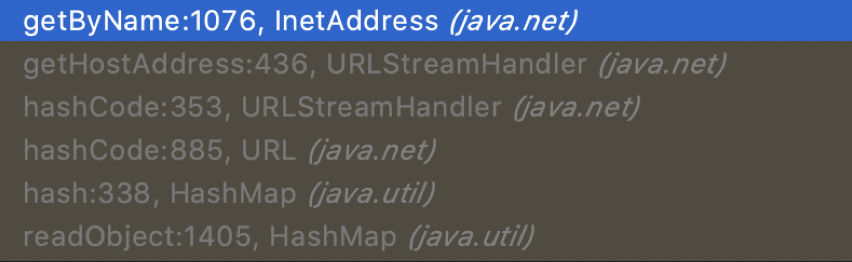 getByName:1076, InetAddress (java.net)
getHostAddress:436, URLStreamHandler (java.net)
hashCode:353, URLStreamHandler (java.net)
hashCode:885, URL (java.net)
hash:338, HashMap (java.util)
readObject:1405, HashMap (java.util)